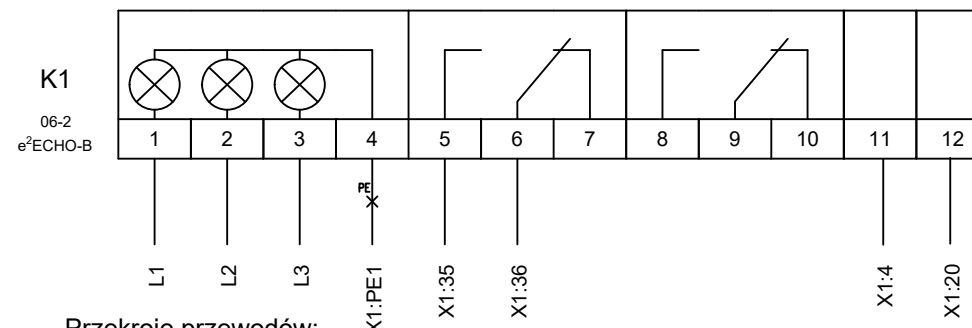 K1
06-2
e²ECHO-B
1 2 3 4 5 6 7 8 9 10 11 12
PE
L1
L2
L3
X1:PE1
X1:35
X1:36
X1:4
X1:20
Przekroje przewodów: